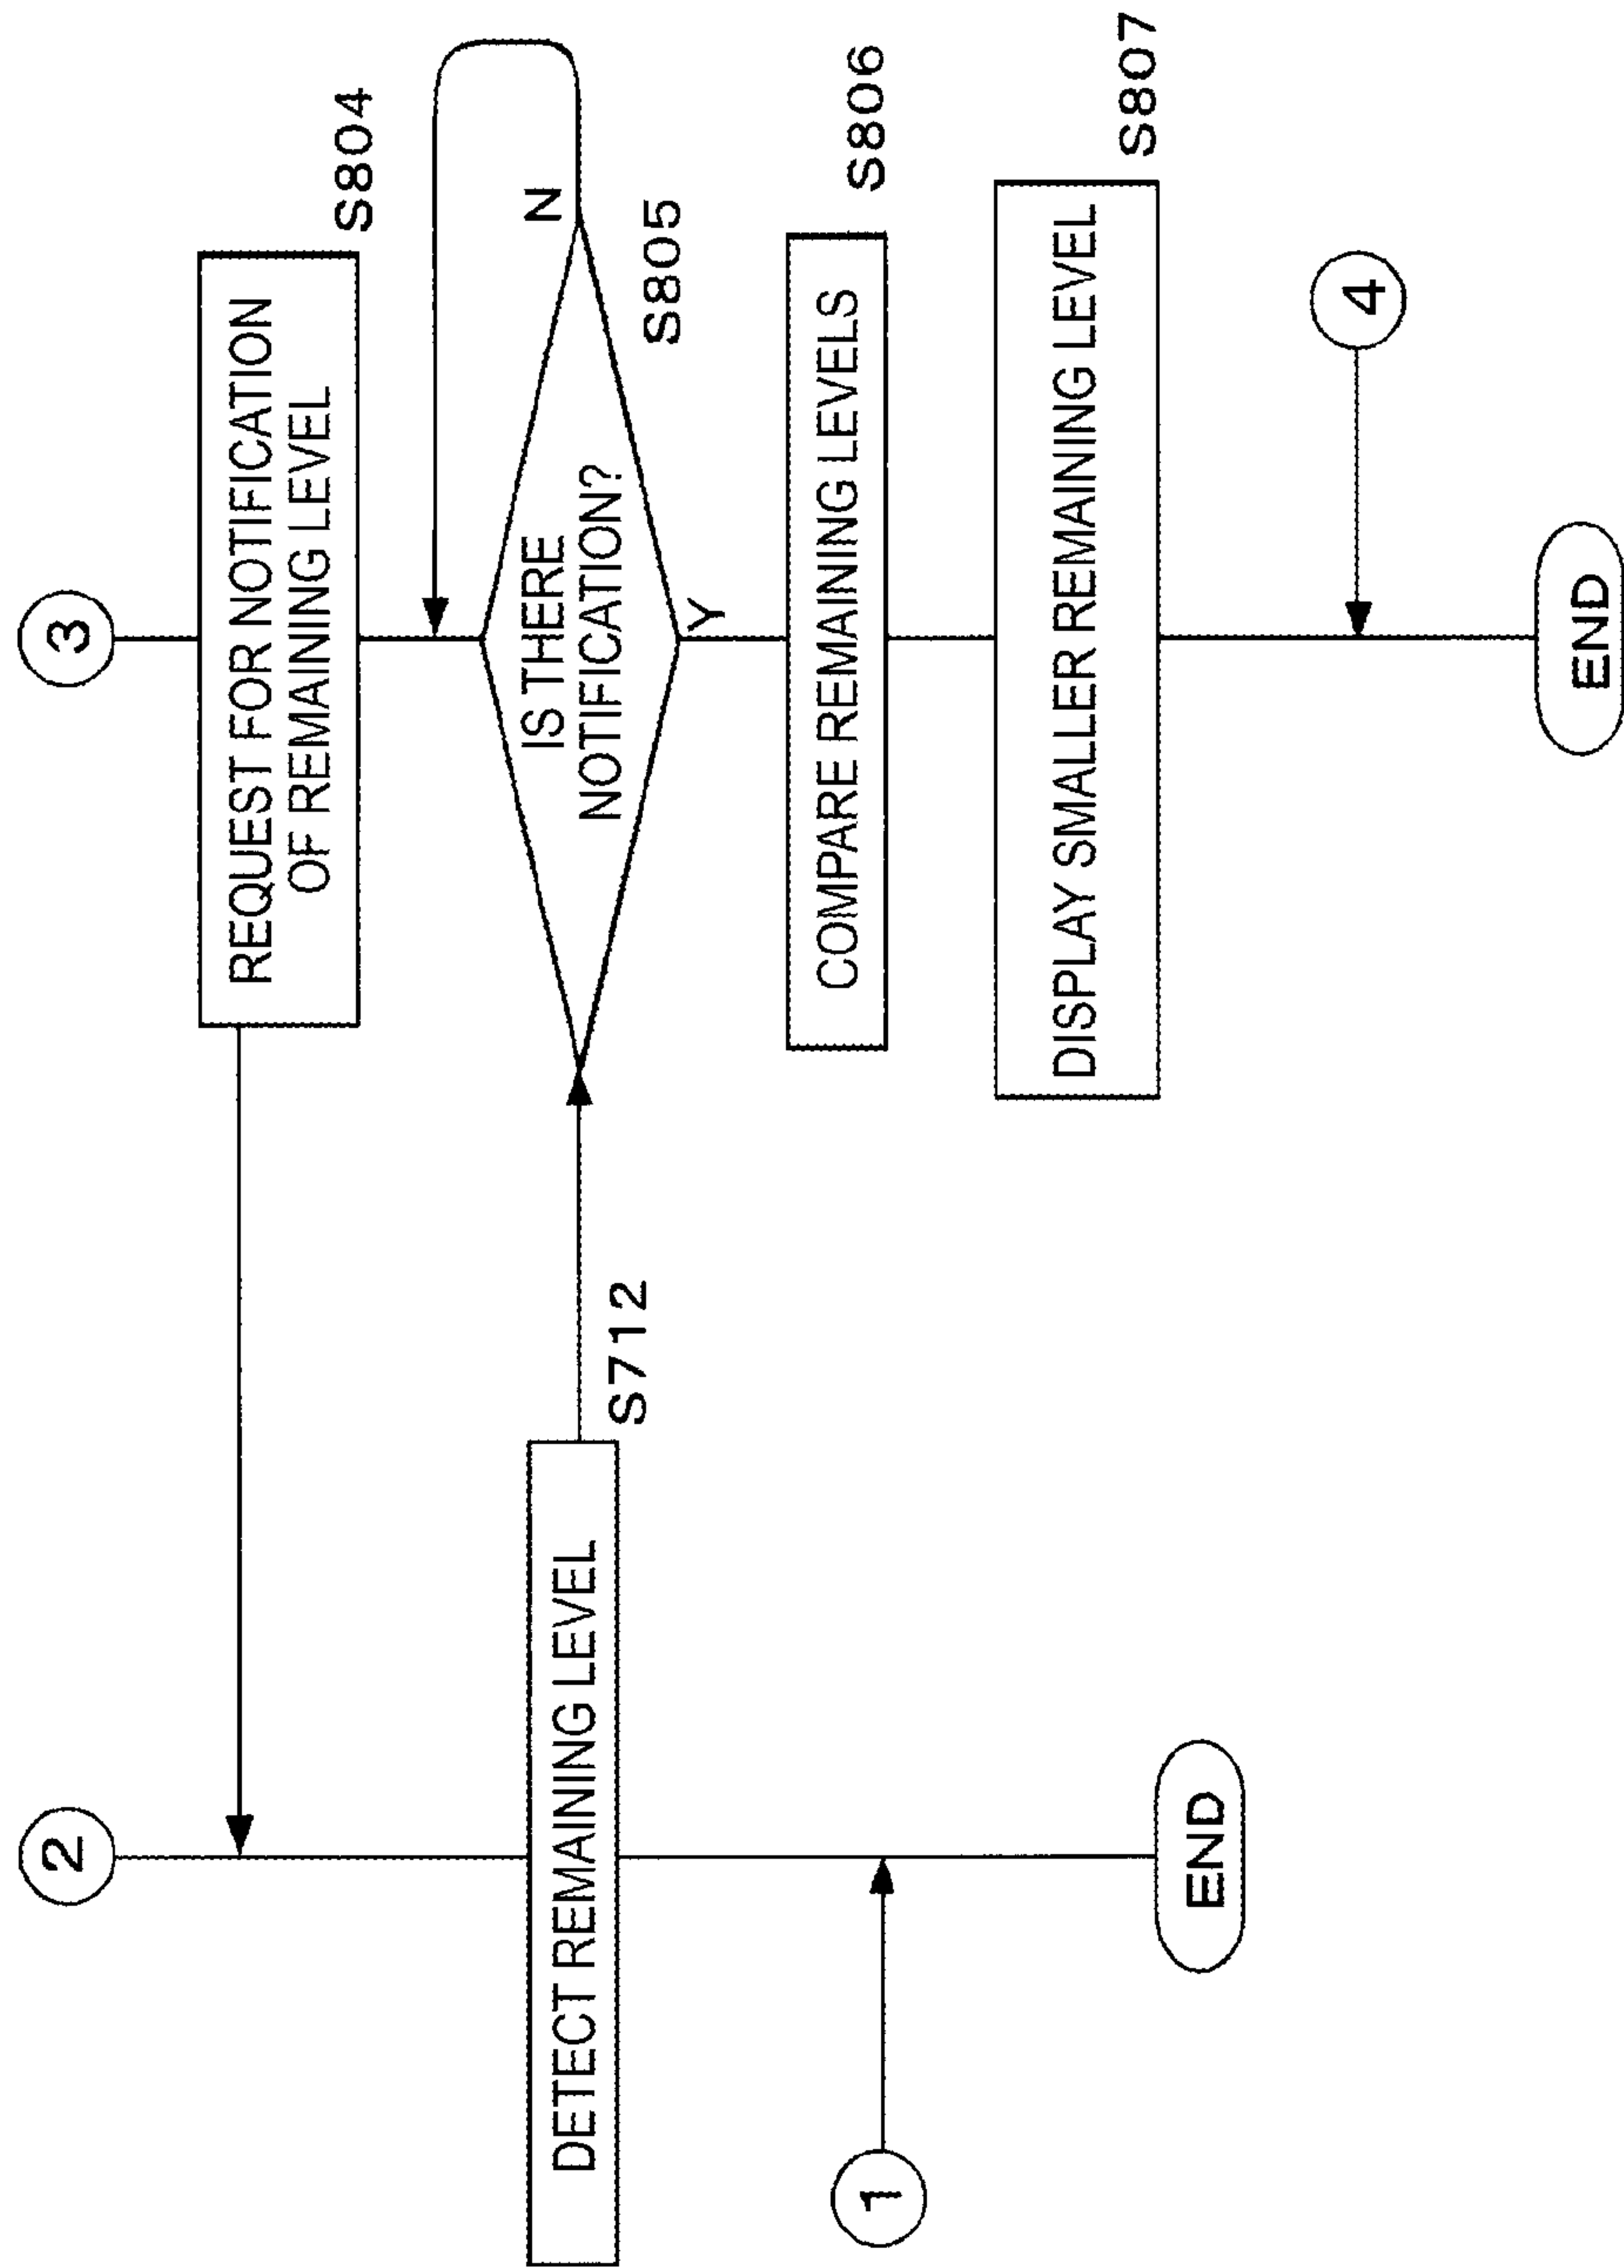 2
3
REQUEST FOR NOTIFICATION
OF REMAINING LEVEL
S804
IS THERE
NOTIFICATION?
N
Y
S805
DETECT REMAINING LEVEL
S712
COMPARE REMAINING LEVELS
S806
DISPLAY SMALLER REMAINING LEVEL
S807
1
4
END
END